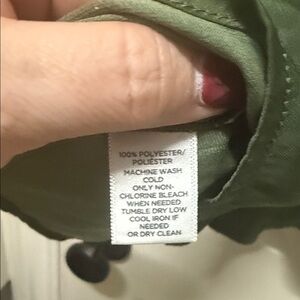 100% POLYESTER/
POLIÉSTER
MACHINE WASH
COLD
ONLY NON-
CHLORINE BLEACH
WHEN NEEDED
TUMBLE DRY LOW
COOL IRON IF
NEEDED
OR DRY CLEAN